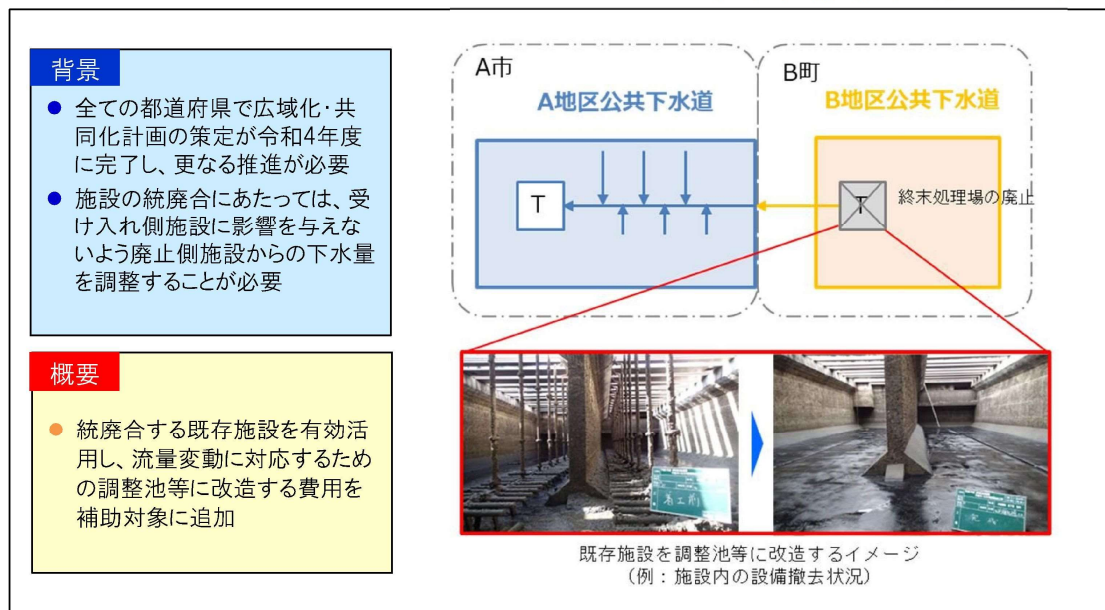 背景
● 全ての都道府県で広域化・共
同化計画の策定が令和4年度
に完了し、更なる推進が必要
● 施設の統廃合にあたっては、受
け入れ側施設に影響を与えな
いよう廃止側施設からの下水量
を調整することが必要
概要
● 統廃合する既存施設を有効活
用し、流量変動に対応するため
の調整池等に改造する費用を
補助対象に追加
A市
A地区公共下水道
T
B町
B地区公共下水道
T
終末処理場の廃止
着工前
完成
既存施設を調整池等に改造するイメージ
（例：施設内の設備撤去状況）